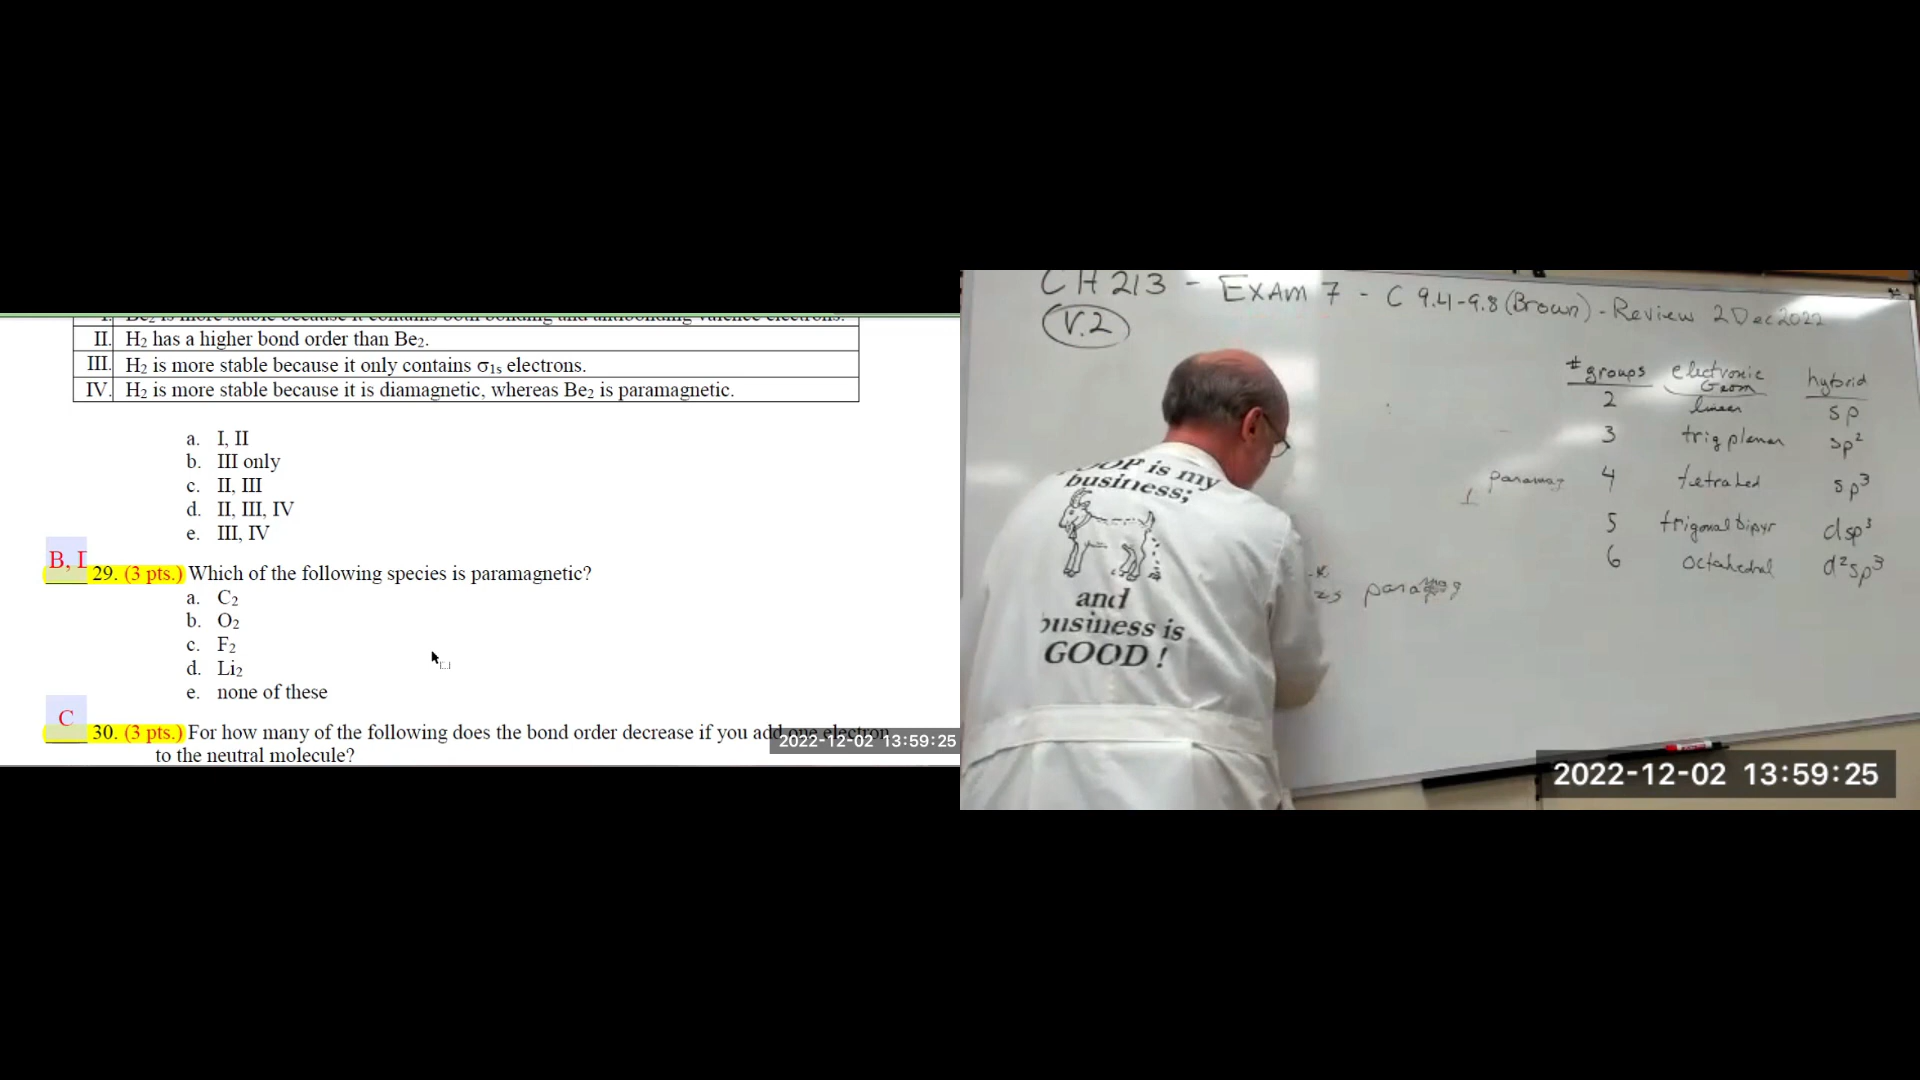 II. H₂ has a higher bond order than Be₂.
III. H₂ is more stable because it only contains σ₁s electrons.
IV. H₂ is more stable because it is diamagnetic, whereas Be₂ is paramagnetic.
a. I, II
b. III only
c. II, III
d. II, III, IV
e. III, IV
B,
29. (3 pts.) Which of the following species is paramagnetic?
a. C₂
b. O₂
c. F₂
d. Li₂
e. none of these
C
30. (3 pts.) For how many of the following does the bond order decrease if you add one electron
to the neutral molecule?
2022-12-02 13:59:25
CH 213 - EXAM 7 - C 9.4-9.8 (Brown) - Review 2 Dec 2022
V.2
# groups electronic Geom hybrid
2 linear sp
3 trig planar sp²
4 tetrahed sp³
5 trigonal bipyr dsp³
6 octahedral d²sp³
paramag
is my
business;
and
business is
GOOD !
2022-12-02 13:59:25